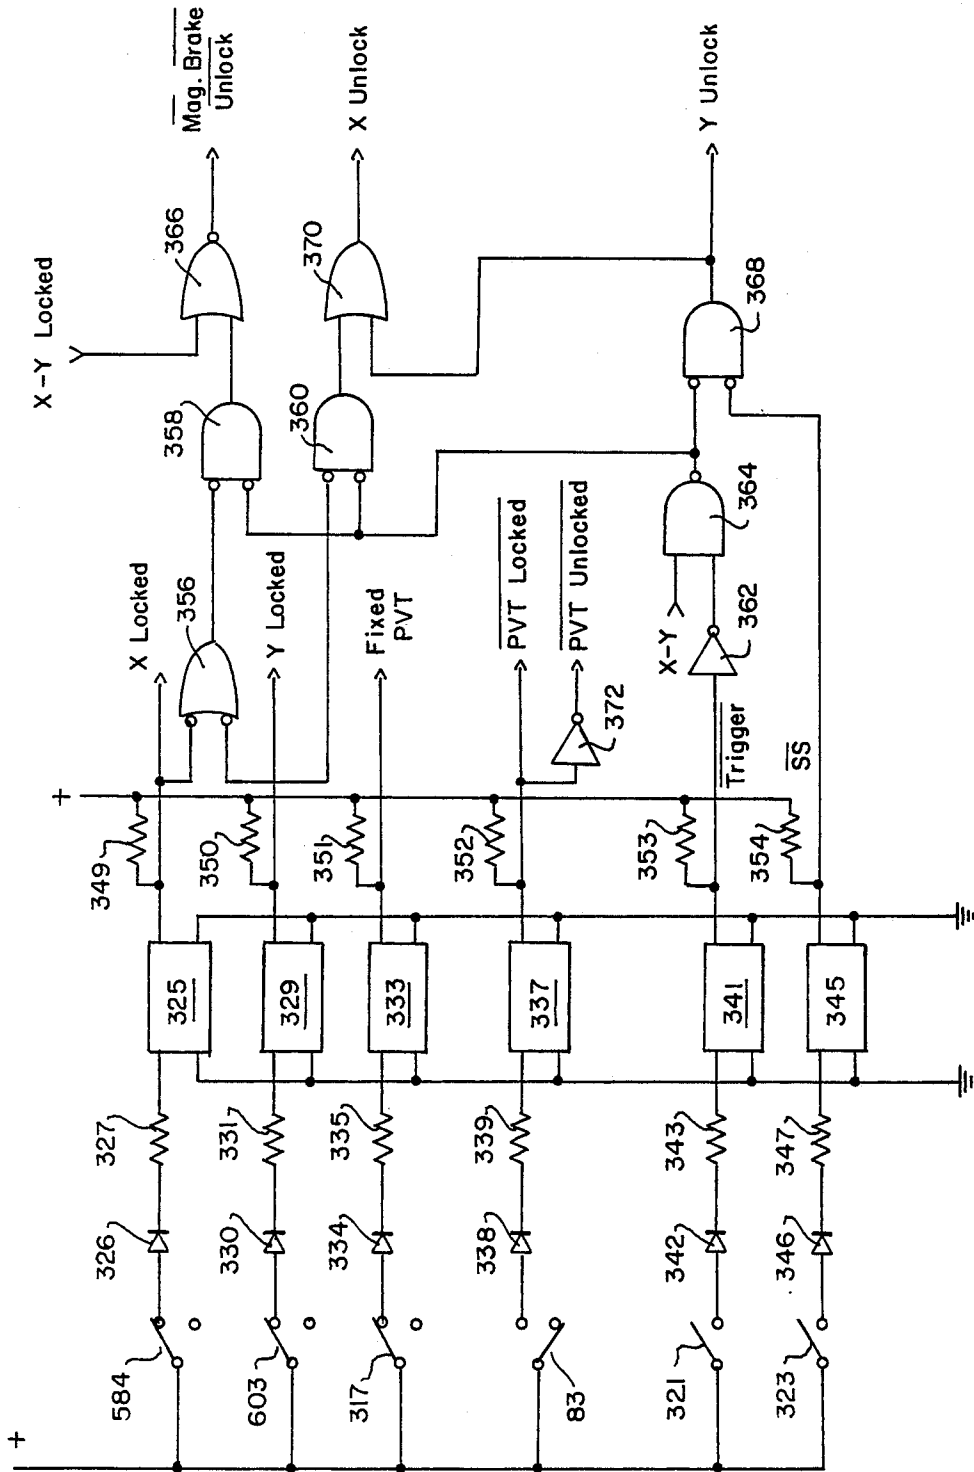 Mag. Brake
Unlock
X-Y Locked
366
X Unlock
370
Y Unlock
358
360
368
X Locked
356
Y Locked
Fixed
PVT
PVT Locked
PVT Unlocked
372
X-Y
364
362
Trigger
SS
+
349
350
351
352
353
354
325
329
333
337
341
345
327
331
335
339
343
347
326
330
334
338
342
346
584
603
317
83
321
323
+